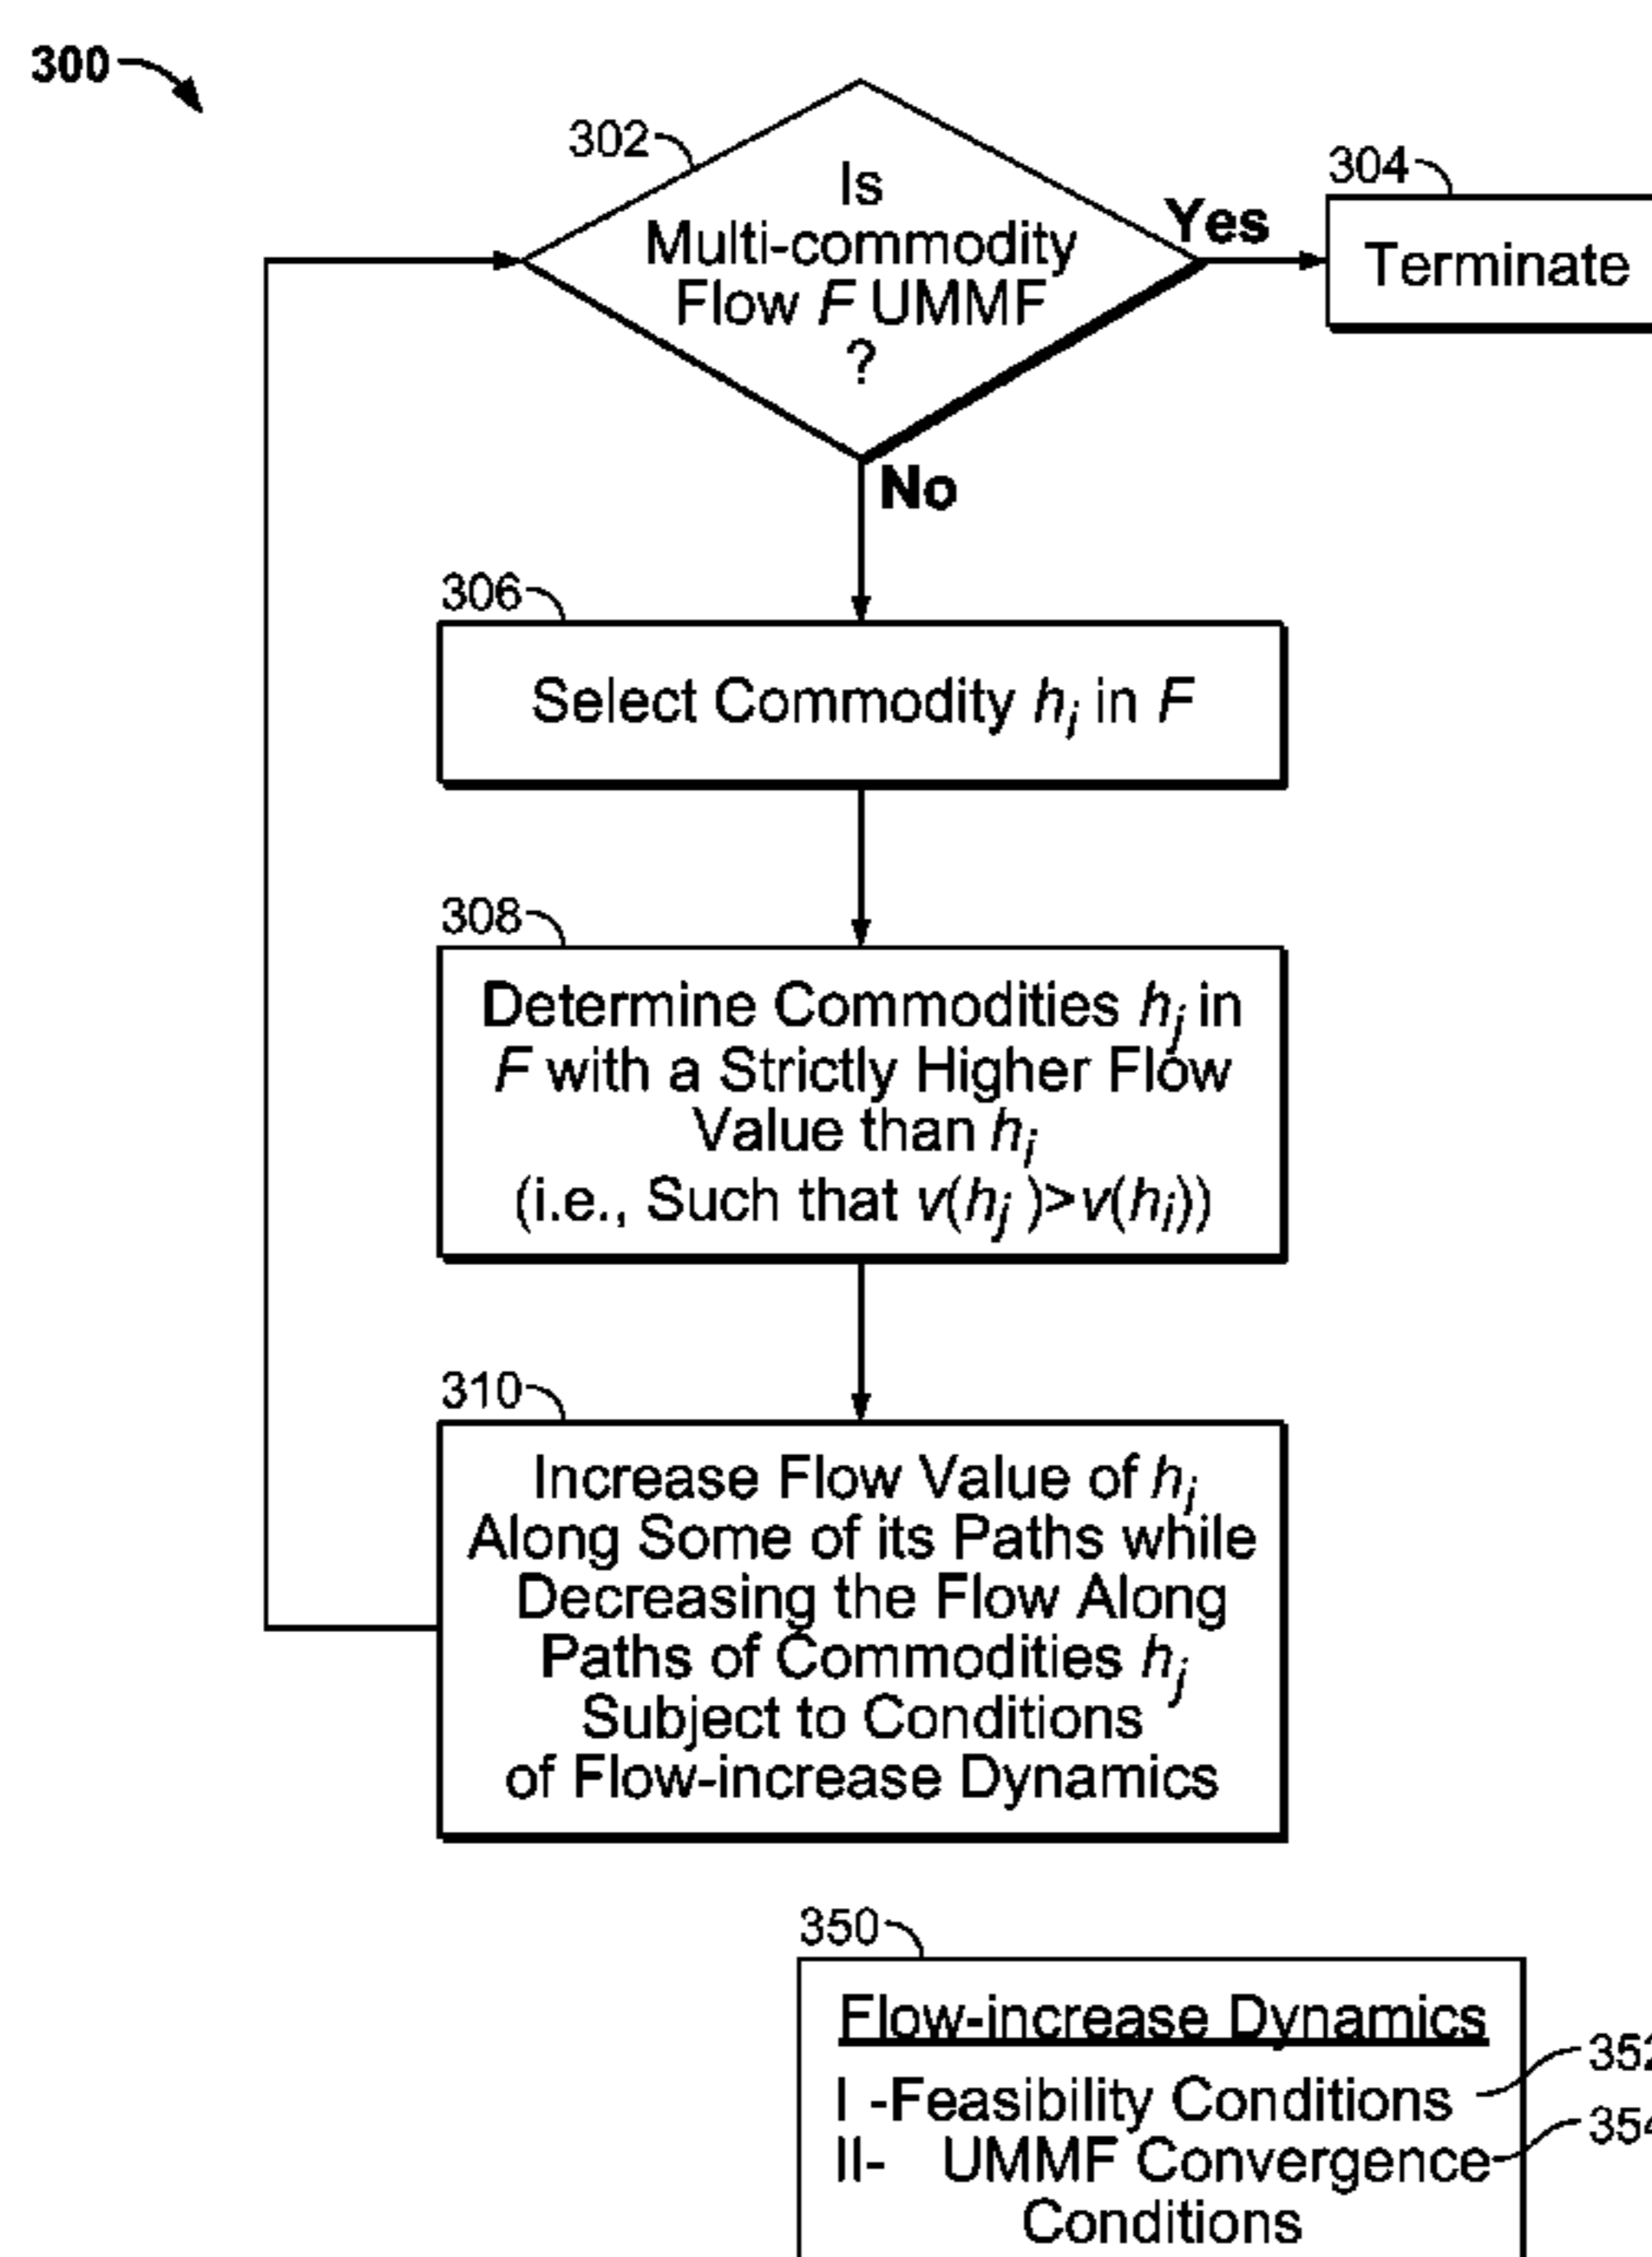 300
302
Is
Multi-commodity
Flow F UMMF
?
Yes
304
Terminate
No
306
Select Commodity hᵢ in F
308
Determine Commodities hⱼ in
F with a Strictly Higher Flow
Value than hᵢ
(i.e., Such that v(hⱼ )>v(hᵢ))
310
Increase Flow Value of hᵢ
Along Some of its Paths while
Decreasing the Flow Along
Paths of Commodities hⱼ
Subject to Conditions
of Flow-increase Dynamics
350
Flow-increase Dynamics
352
I -Feasibility Conditions
354
II- UMMF Convergence
Conditions